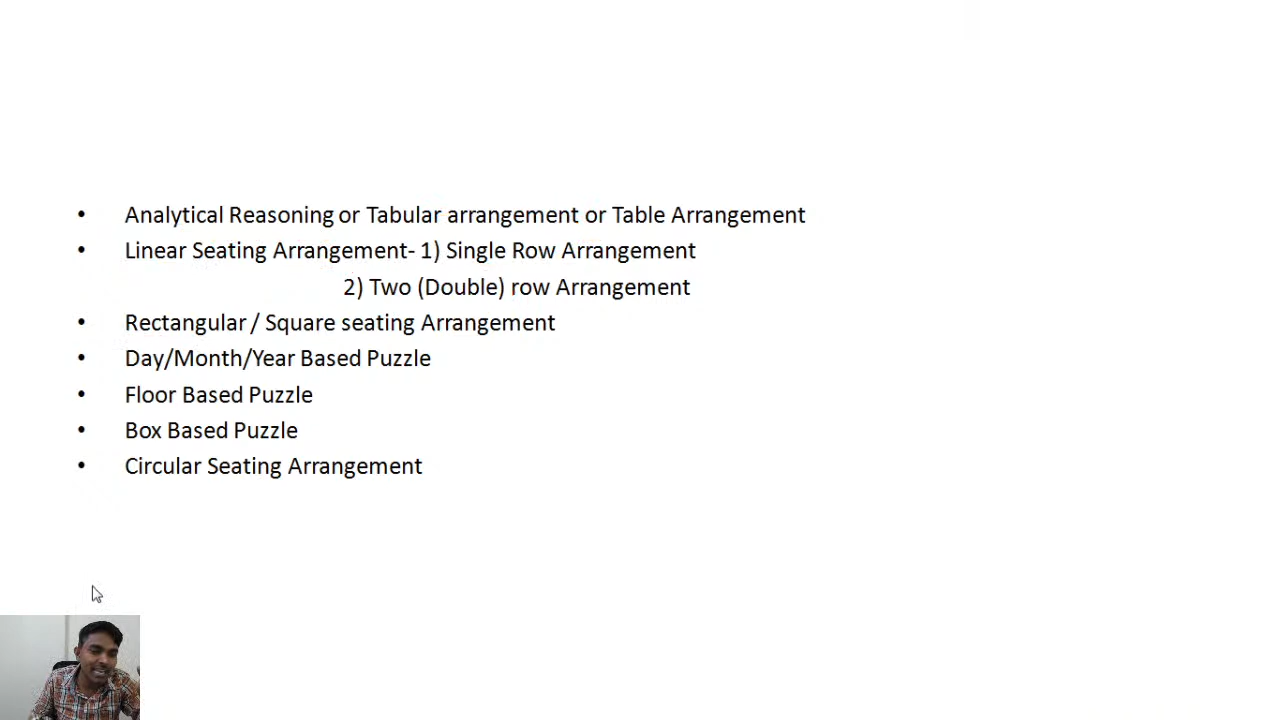 • Analytical Reasoning or Tabular arrangement or Table Arrangement
• Linear Seating Arrangement- 1) Single Row Arrangement
2) Two (Double) row Arrangement
• Rectangular / Square seating Arrangement
• Day/Month/Year Based Puzzle
• Floor Based Puzzle
• Box Based Puzzle
• Circular Seating Arrangement